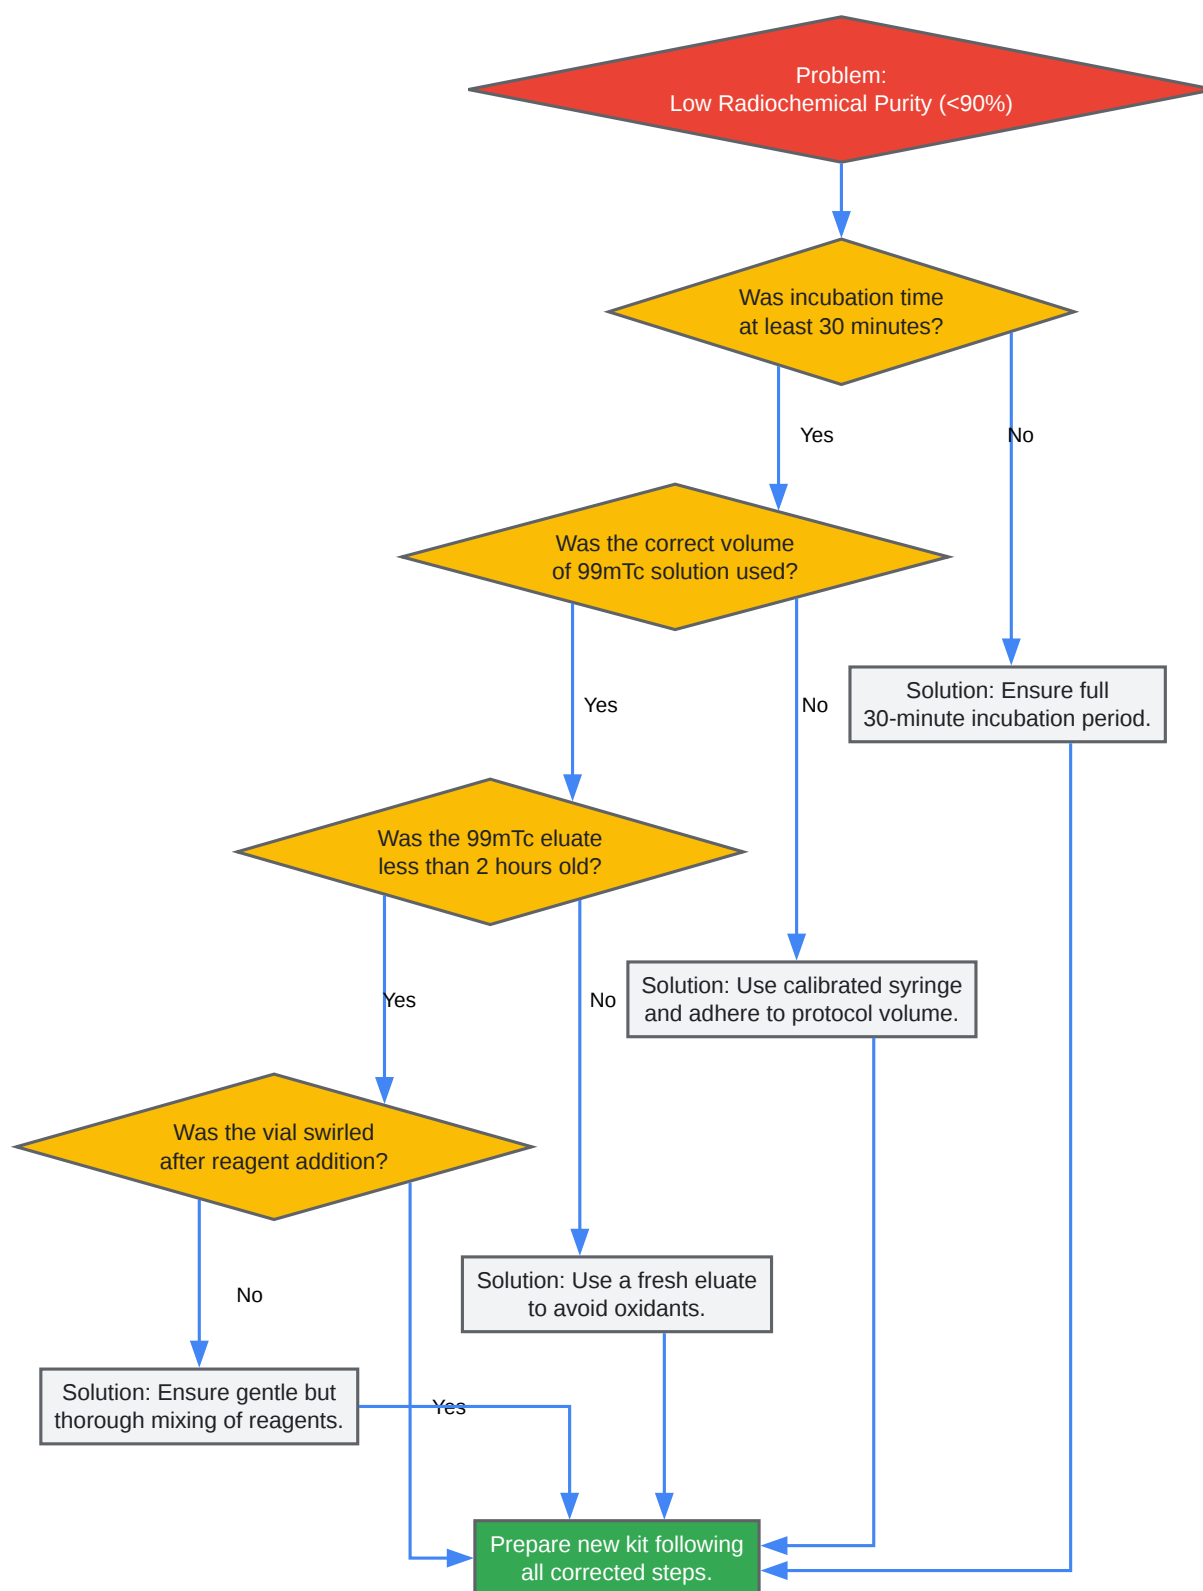 Problem:
Low Radiochemical Purity (<90%)
Was incubation time
at least 30 minutes?
Yes
No
Was the correct volume
of 99mTc solution used?
Solution: Ensure full
30-minute incubation period.
Yes
No
Was the 99mTc eluate
less than 2 hours old?
Solution: Use calibrated syringe
and adhere to protocol volume.
Yes
No
Was the vial swirled
after reagent addition?
Solution: Use a fresh eluate
to avoid oxidants.
No
Solution: Ensure gentle but
thorough mixing of reagents.
Yes
Prepare new kit following
all corrected steps.